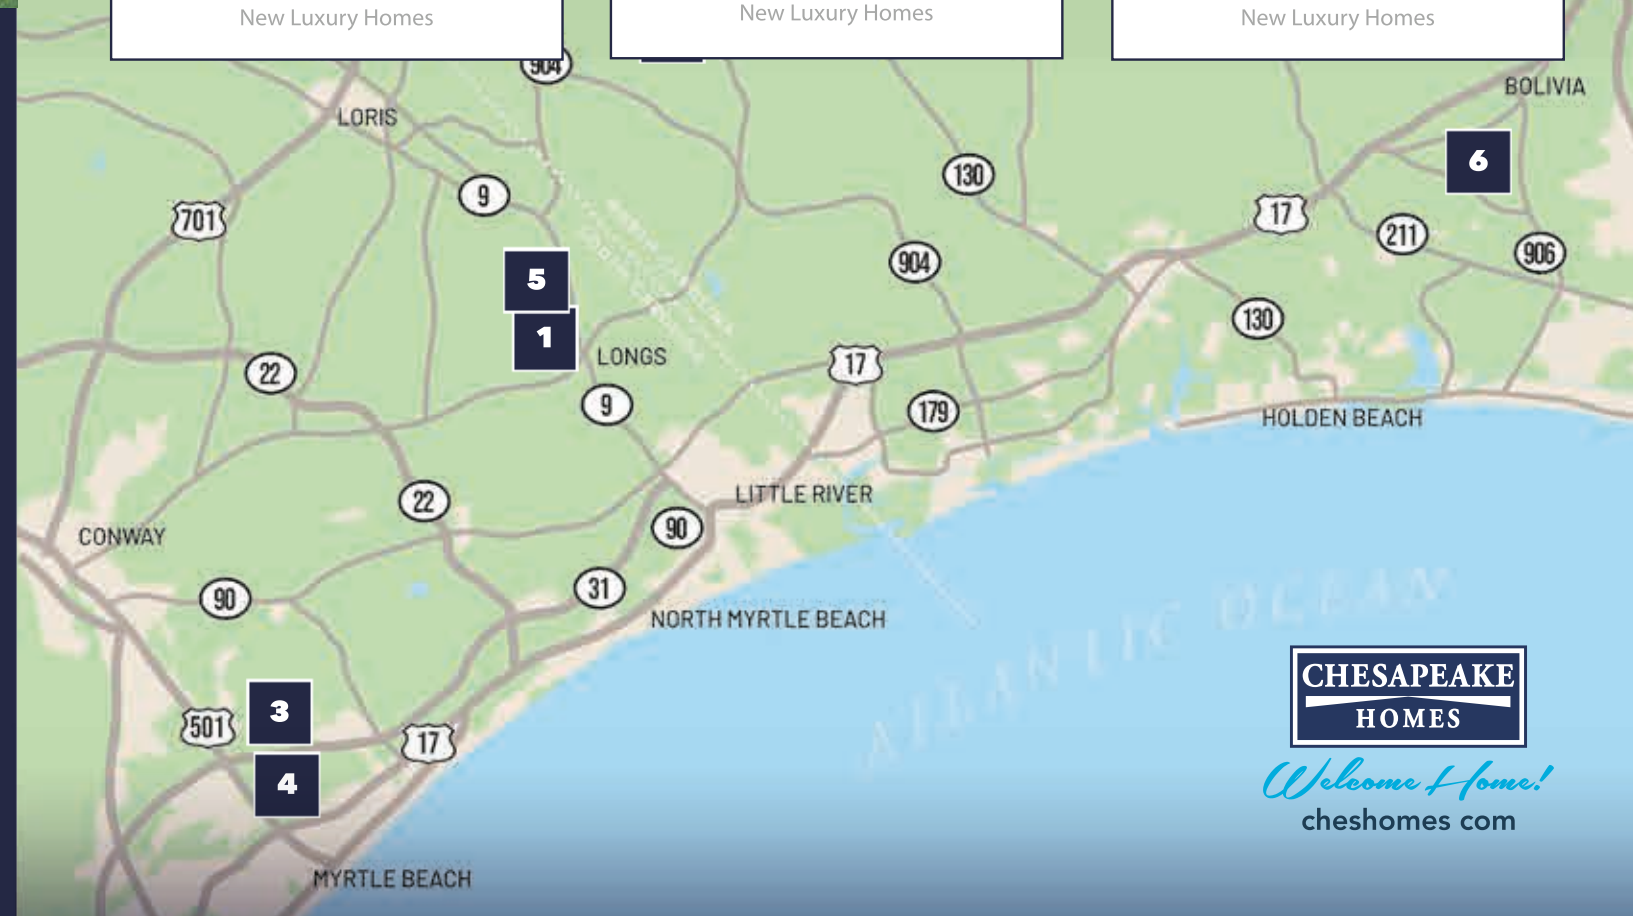 New Luxury Homes
New Luxury Homes
New Luxury Homes
904
BOLIVIA
LORIS
6
130
9
701
17
211
906
904
5
130
1
LONGS
17
22
9
179
HOLDEN BEACH
22
LITTLE RIVER
90
CONWAY
31
90
NORTH MYRTLE BEACH
ATLANTIC OCEAN
CHESAPEAKE
HOMES
3
501
17
4
Welcome Home!
cheshomes com
MYRTLE BEACH